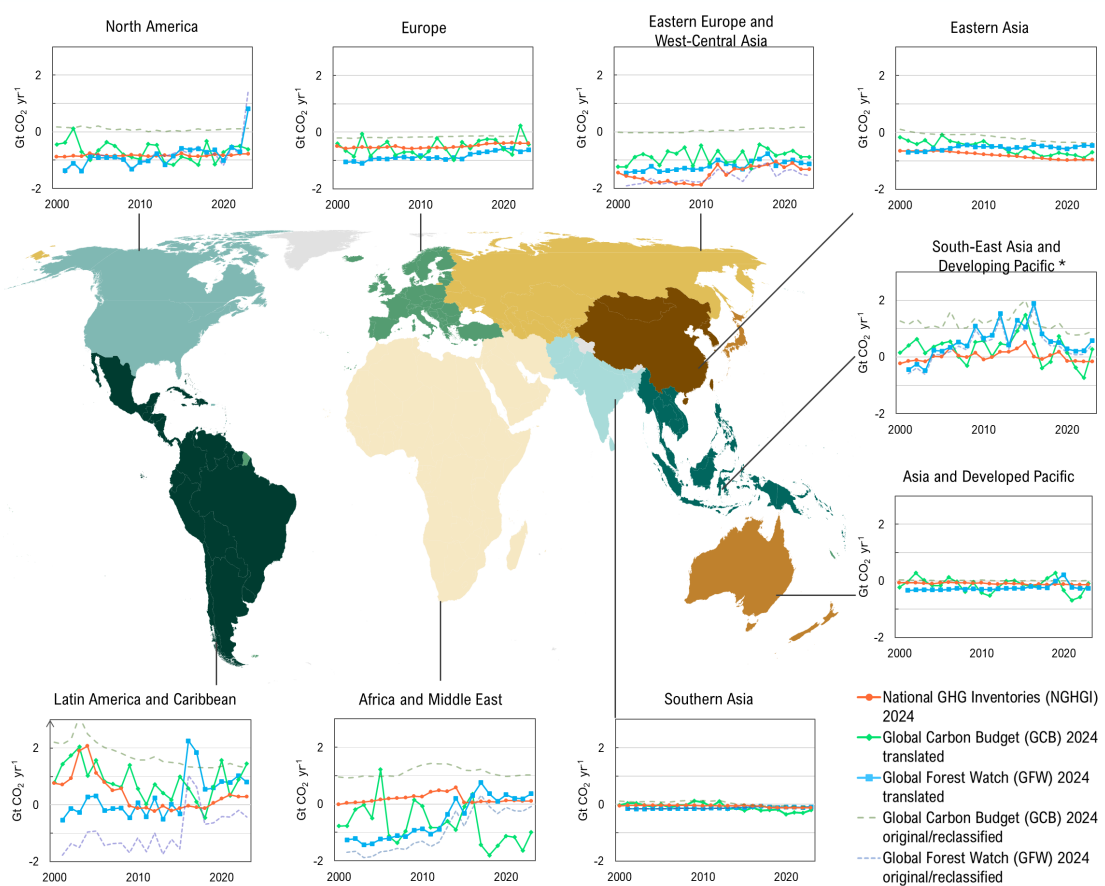 North America
Gt CO2 yr-1
2
0
-2
2000
2010
2020
Europe
Gt CO2 yr-1
2
0
-2
2000
2010
2020
Eastern Europe and
West-Central Asia
Gt CO2 yr-1
2
0
-2
2000
2010
2020
Eastern Asia
Gt CO2 yr-1
2
0
-2
2000
2010
2020
South-East Asia and
Developing Pacific *
Gt CO2 yr-1
2
0
-2
2000
2010
2020
Asia and Developed Pacific
Gt CO2 yr-1
2
0
-2
2000
2010
2020
Latin America and Caribbean
Gt CO2 yr-1
2
0
-2
2000
2010
2020
Africa and Middle East
Gt CO2 yr-1
2
0
-2
2000
2010
2020
Southern Asia
Gt CO2 yr-1
2
0
-2
2000
2010
2020
National GHG Inventories (NGHGI)
2024
Global Carbon Budget (GCB) 2024
translated
Global Forest Watch (GFW) 2024
translated
Global Carbon Budget (GCB) 2024
original/reclassified
Global Forest Watch (GFW) 2024
original/reclassified